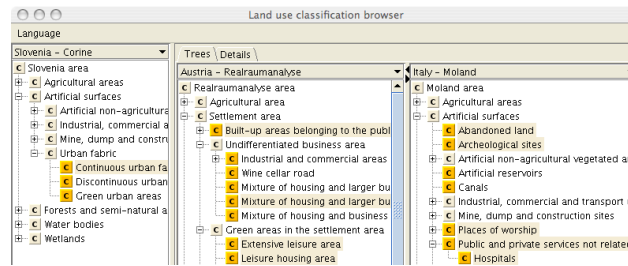 Land use classification browser
Language
Slovenia – Corine
C Slovenia area
C Agricultural areas
C Artificial surfaces
C Artificial non-agricultura
C Industrial, commercial a
C Mine, dump and constru
C Urban fabric
C Continuous urban fa
C Discontinuous urban
C Green urban areas
C Forests and semi-natural a
C Water bodies
C Wetlands
Trees \ Details \
Austria – Realraumanalyse
C Realraumanalyse area
C Agricultural area
C Settlement area
C Built-up areas belonging to the publ
C Undifferentiated business area
C Industrial and commercial areas
C Wine cellar road
C Mixture of housing and larger bu
C Mixture of housing and larger bu
C Mixture of housing and business
C Green areas in the settlement area
C Extensive leisure area
C Leisure housing area
Italy – Moland
C Moland area
C Agricultural areas
C Artificial surfaces
C Abandoned land
C Archeological sites
C Artificial non-agricultural vegetated a
C Artificial reservoirs
C Canals
C Industrial, commercial and transport
C Mine, dump and construction sites
C Places of worship
C Public and private services not relate
C Hospitals